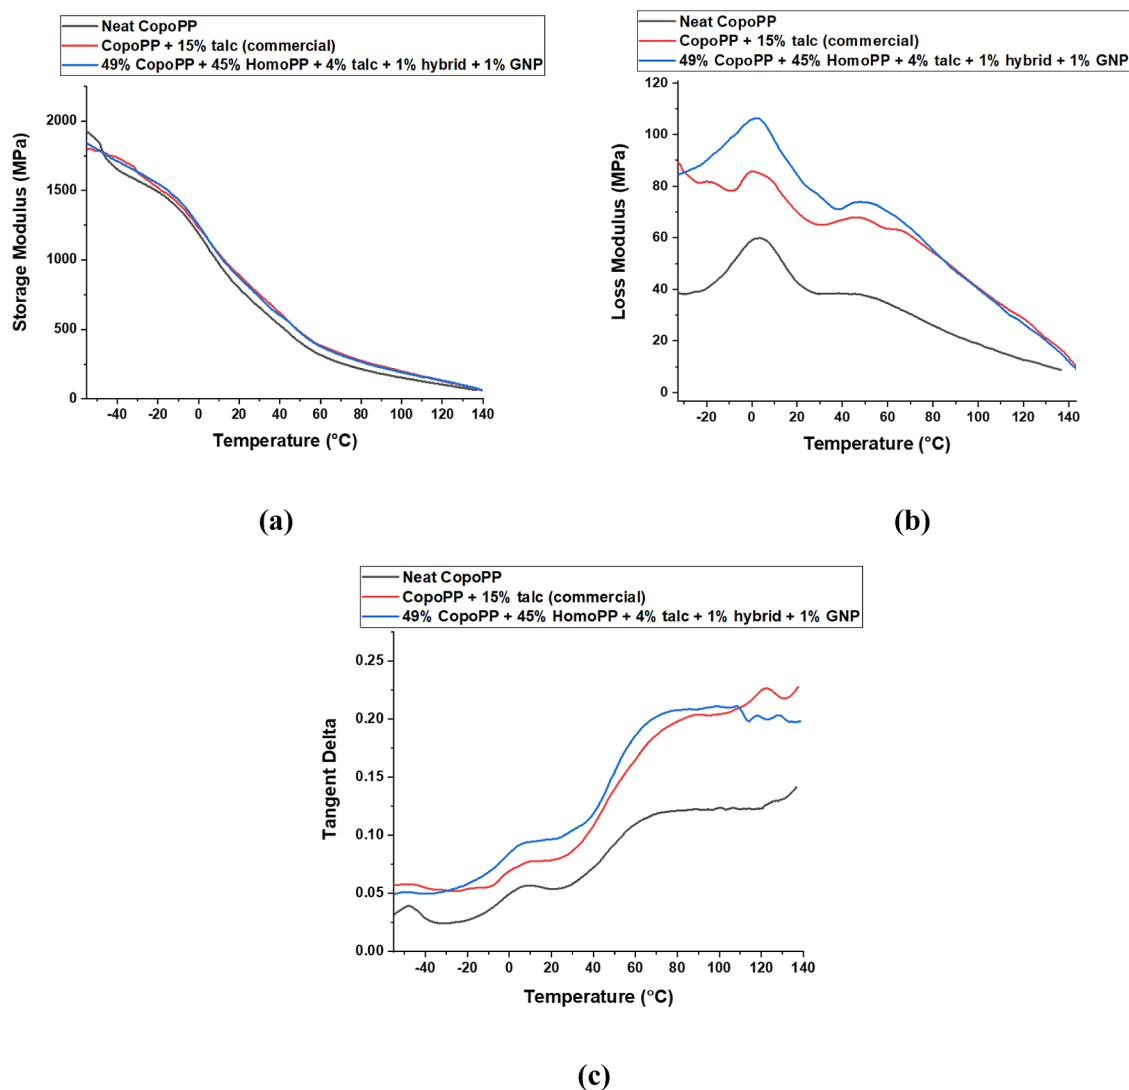 Neat CopoPP
CopoPP + 15% talc (commercial)
49% CopoPP + 45% HomoPP + 4% talc + 1% hybrid + 1% GNP
2000
1500
1000
500
0
Storage Modulus (MPa)
-40 -20 0 20 40 60 80 100 120 140
Temperature (°C)
(a)
Neat CopoPP
CopoPP + 15% talc (commercial)
49% CopoPP + 45% HomoPP + 4% talc + 1% hybrid + 1% GNP
120
100
80
60
40
20
0
Loss Modulus (MPa)
-20 0 20 40 60 80 100 120 140
Temperature (°C)
(b)
Neat CopoPP
CopoPP + 15% talc (commercial)
49% CopoPP + 45% HomoPP + 4% talc + 1% hybrid + 1% GNP
0.25
0.20
0.15
0.10
0.05
0.00
Tangent Delta
-40 -20 0 20 40 60 80 100 120 140
Temperature (°C)
(c)